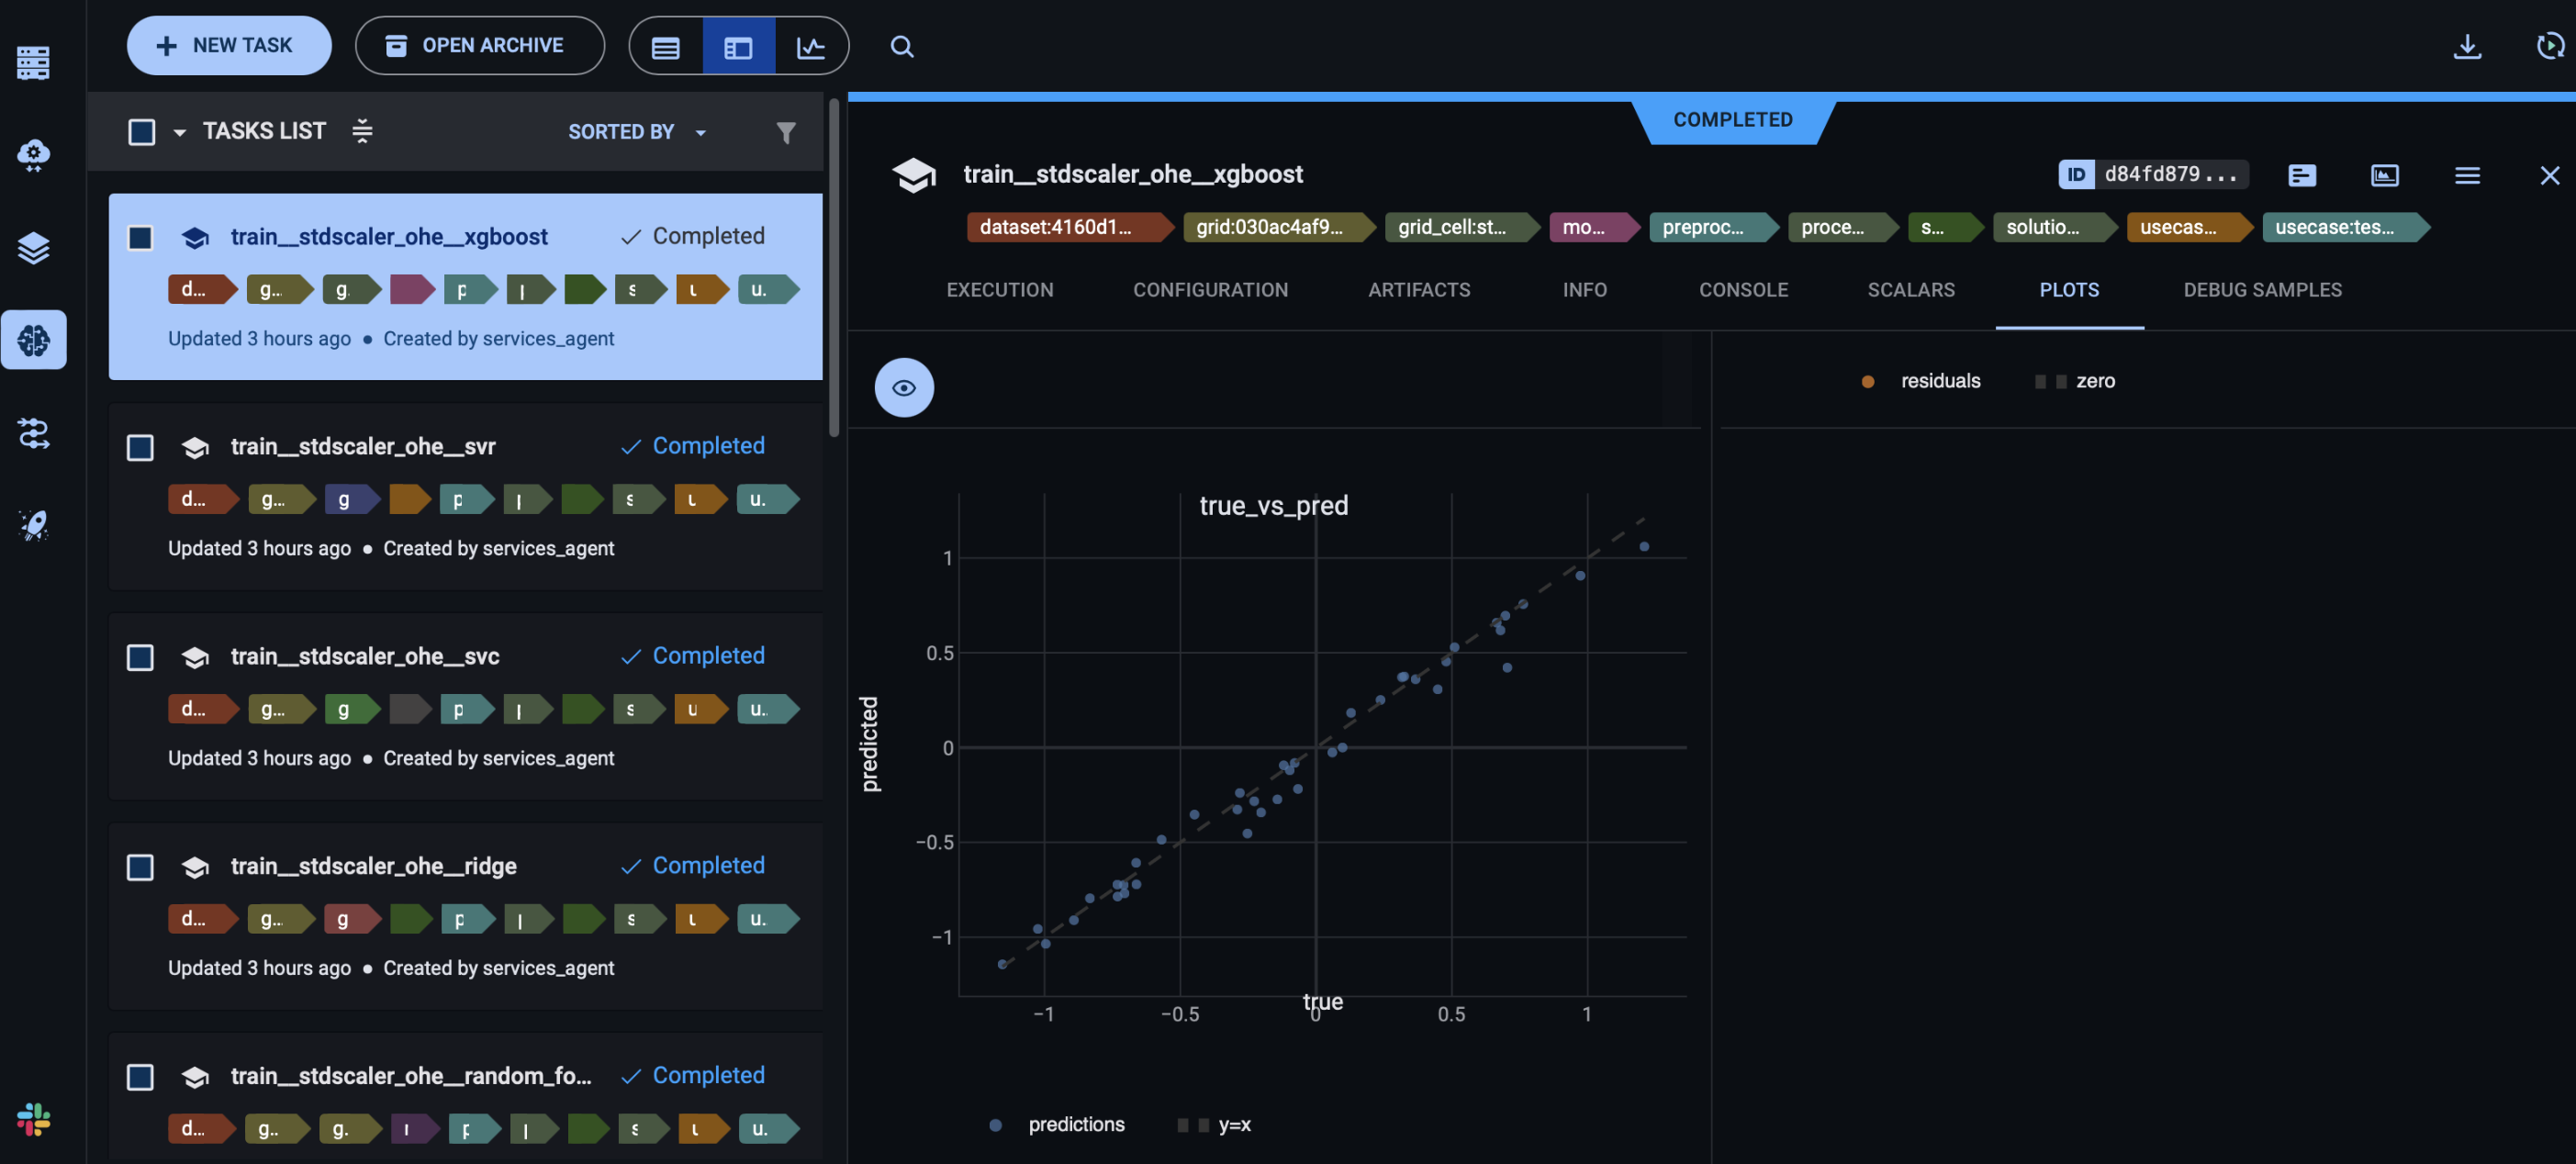 NEW TASK
OPEN ARCHIVE
TASKS LIST
SORTED BY
train__stdscaler_ohe__xgboost
Completed
d... g... g. p s u.
Updated 3 hours ago • Created by services_agent
train__stdscaler_ohe__svr
Completed
d... g... g p s u.
Updated 3 hours ago • Created by services_agent
train__stdscaler_ohe__svc
Completed
d... g... g p s u u..
Updated 3 hours ago • Created by services_agent
train__stdscaler_ohe__ridge
Completed
d... g... g p s u.
Updated 3 hours ago • Created by services_agent
train__stdscaler_ohe__random_fo...
Completed
d... g.. g. s u.
COMPLETED
train__stdscaler_ohe__xgboost
ID d84fd879...
dataset:4160d1... grid:030ac4af9... grid_cell:st... mo... preproc... proce... s... solutio... usecas... usecase:tes...
EXECUTION CONFIGURATION ARTIFACTS INFO CONSOLE SCALARS PLOTS DEBUG SAMPLES
residuals zero
true_vs_pred
1
0.5
0
−0.5
−1
predicted
−1 −0.5 0 0.5 1
true
predictions y=x